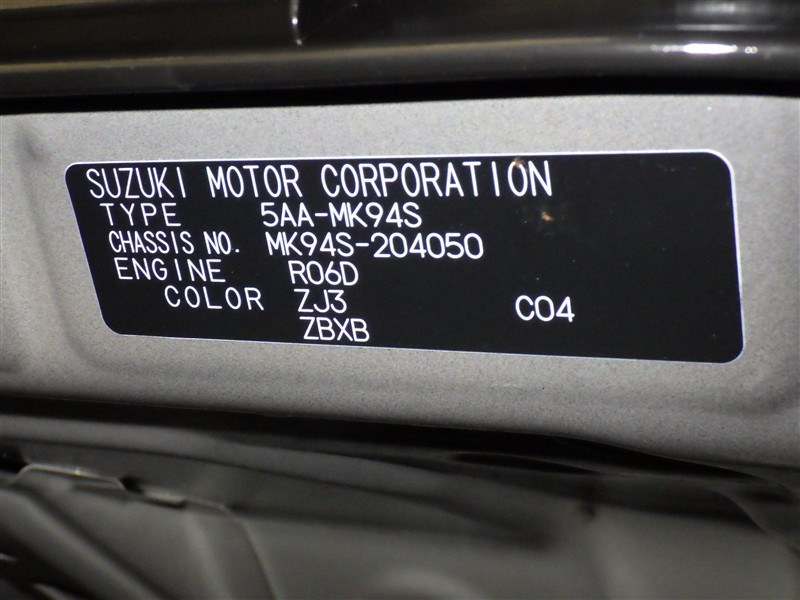 SUZUKI MOTOR CORPORATION
TYPE 5AA-MK94S
CHASSIS NO. MK94S-204050
ENGINE R06D
COLOR ZJ3 C04
ZBXB